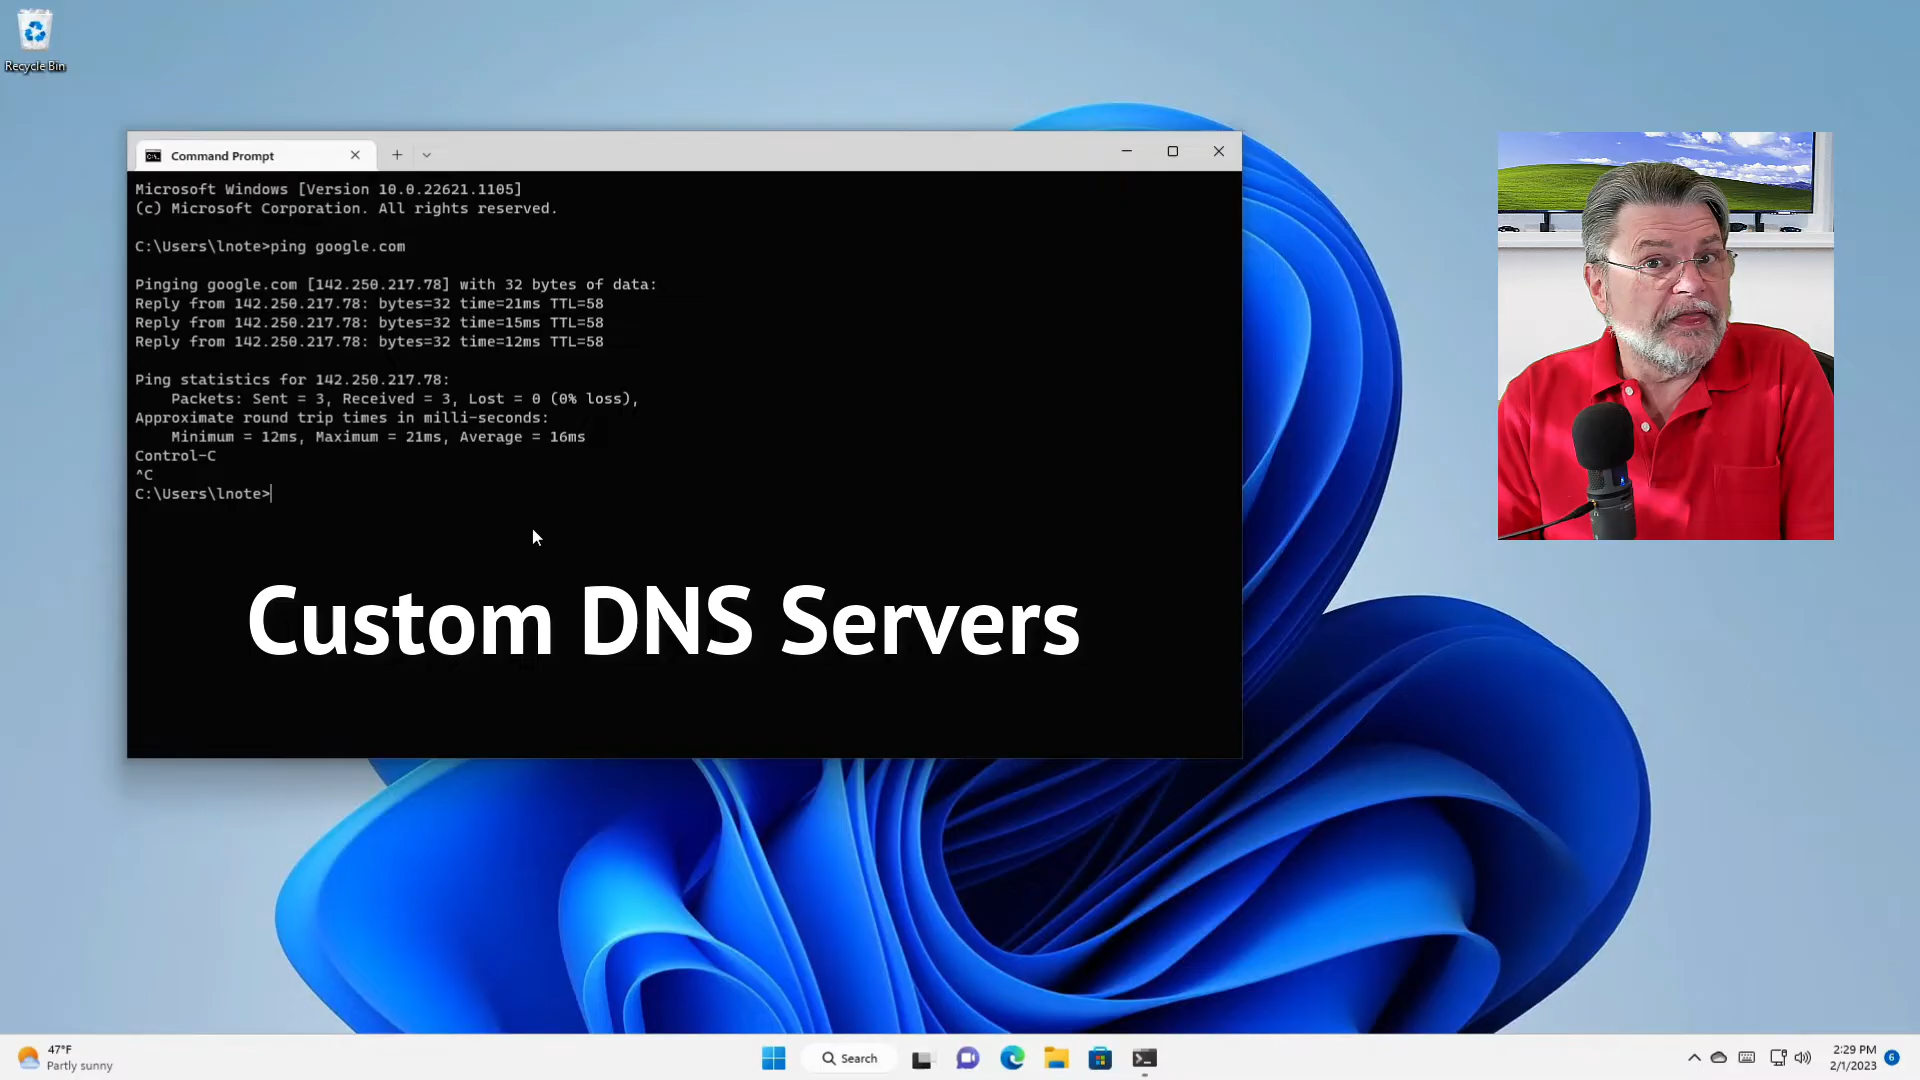 Recycle Bin
Command Prompt
Microsoft Windows [Version 10.0.22621.1105]
(c) Microsoft Corporation. All rights reserved.
C:\Users\lnote>ping google.com
Pinging google.com [142.250.217.78] with 32 bytes of data:
Reply from 142.250.217.78: bytes=32 time=21ms TTL=58
Reply from 142.250.217.78: bytes=32 time=15ms TTL=58
Reply from 142.250.217.78: bytes=32 time=12ms TTL=58
Ping statistics for 142.250.217.78:
Packets: Sent = 3, Received = 3, Lost = 0 (0% loss),
Approximate round trip times in milli-seconds:
Minimum = 12ms, Maximum = 21ms, Average = 16ms
Control-C
^C
C:\Users\lnote>
Custom DNS Servers
47°F
Partly sunny
Search
2:29 PM
2/1/2023
6